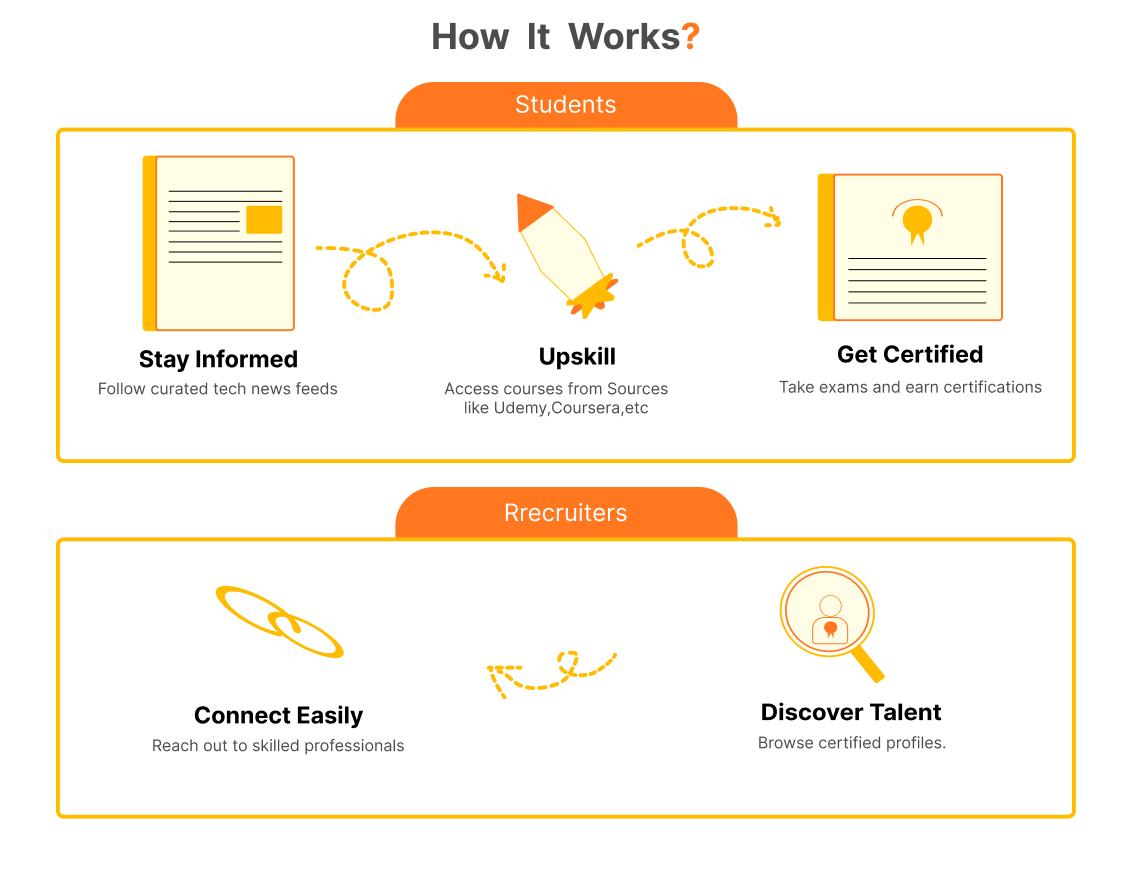 How It Works?
Students
Stay Informed
Follow curated tech news feeds
Upskill
Access courses from Sources
like Udemy,Coursera,etc
Get Certified
Take exams and earn certifications
Rrecruiters
Connect Easily
Reach out to skilled professionals
Discover Talent
Browse certified profiles.